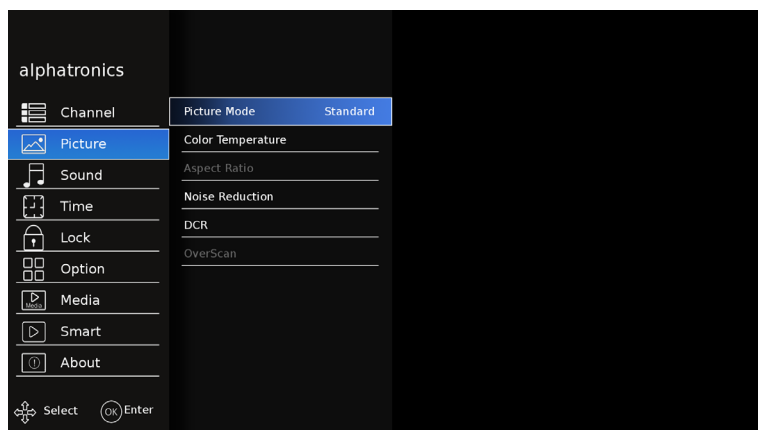 alphatronics
Channel
Picture
Sound
Time
Lock
Option
Media
Media
Smart
About
Select OK Enter
Picture Mode Standard
Color Temperature
Aspect Ratio
Noise Reduction
DCR
OverScan